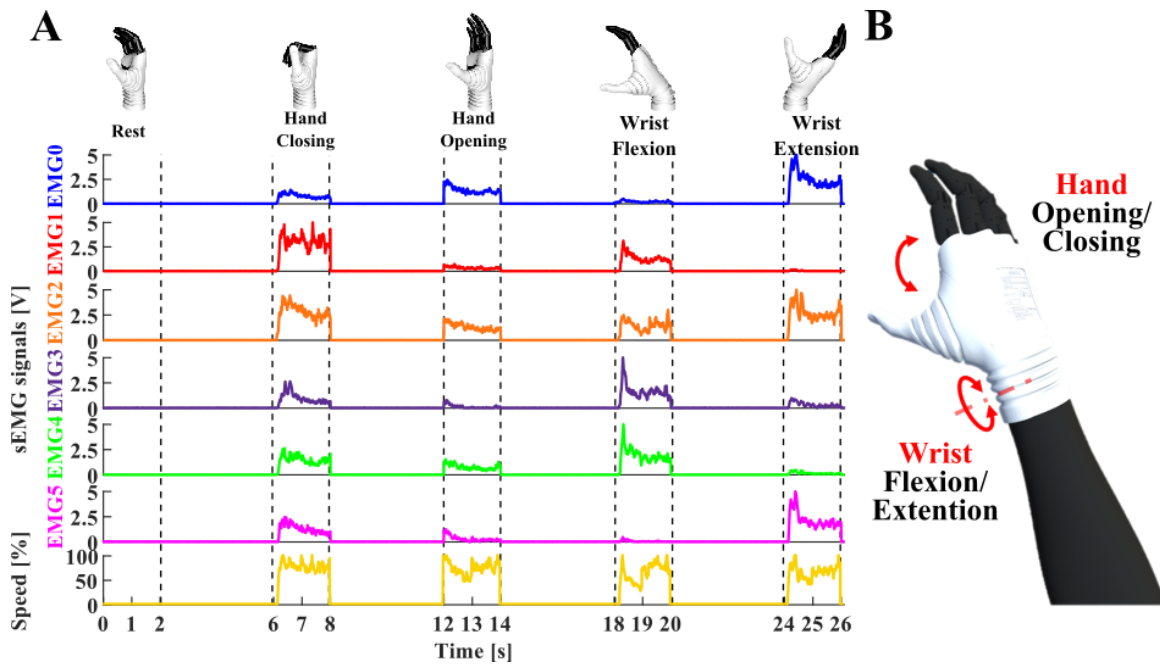 A
B
Rest
Hand
Closing
Hand
Opening
Wrist
Flexion
Wrist
Extension
sEMG signals [V]
EMG0
5
2.5
0
EMG1
5
2.5
0
EMG2
5
2.5
0
EMG3
5
2.5
0
EMG4
5
2.5
0
EMG5
5
2.5
0
Speed [%]
100
50
0
0 1 2 6 7 8 12 13 14 18 19 20 24 25 26
Time [s]
Hand
Opening/
Closing
Wrist
Flexion/
Extention